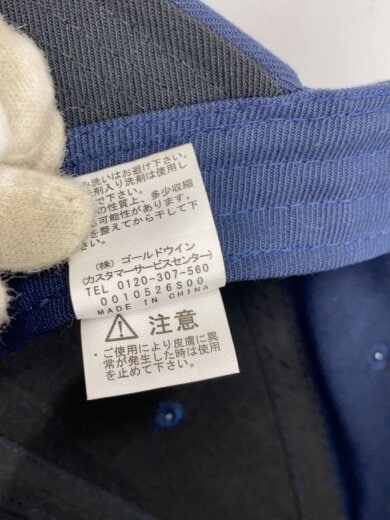 洗いはお避け下さい。
剤入り洗剤は使用し
で下さい。
の性質上、多少収縮
る可能性があります。
を整えてから干して下
さい。
(株) ゴールドウイン
(カスタマーサービスセンター)
TEL 0120-307-560
0010526S00
MADE IN CHINA
注意
・ご使用により皮膚に異
常が発生した時は使用
を止めて下さい。